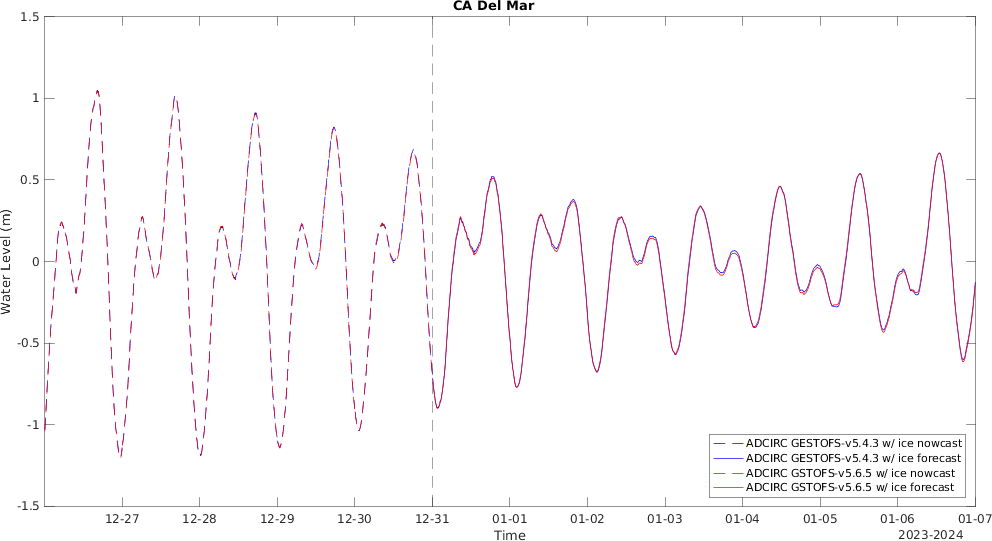 CA Del Mar
1.5
1
0.5
0
-0.5
-1
-1.5
Water Level (m)
12-27 12-28 12-29 12-30 12-31 01-01 01-02 01-03 01-04 01-05 01-06 01-07
Time
2023-2024
ADCIRC GESTOFS-v5.4.3 w/ ice nowcast
ADCIRC GESTOFS-v5.4.3 w/ ice forecast
ADCIRC GSTOFS-v5.6.5 w/ ice nowcast
ADCIRC GSTOFS-v5.6.5 w/ ice forecast